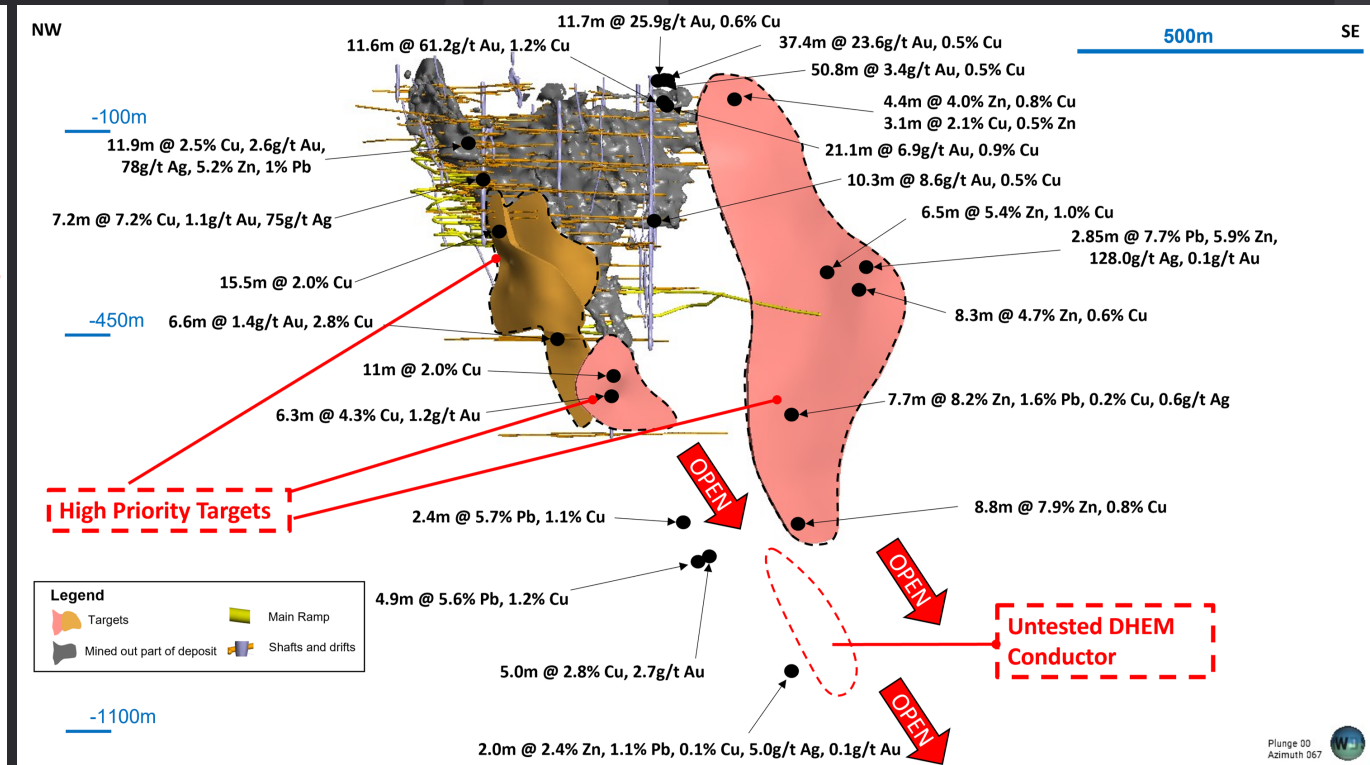 NW
SE
500m
11.7m @ 25.9g/t Au, 0.6% Cu
11.6m @ 61.2g/t Au, 1.2% Cu
37.4m @ 23.6g/t Au, 0.5% Cu
50.8m @ 3.4g/t Au, 0.5% Cu
4.4m @ 4.0% Zn, 0.8% Cu
3.1m @ 2.1% Cu, 0.5% Zn
-100m
11.9m @ 2.5% Cu, 2.6g/t Au,
78g/t Ag, 5.2% Zn, 1% Pb
21.1m @ 6.9g/t Au, 0.9% Cu
10.3m @ 8.6g/t Au, 0.5% Cu
7.2m @ 7.2% Cu, 1.1g/t Au, 75g/t Ag
6.5m @ 5.4% Zn, 1.0% Cu
2.85m @ 7.7% Pb, 5.9% Zn,
128.0g/t Ag, 0.1g/t Au
15.5m @ 2.0% Cu
-450m
6.6m @ 1.4g/t Au, 2.8% Cu
8.3m @ 4.7% Zn, 0.6% Cu
11m @ 2.0% Cu
6.3m @ 4.3% Cu, 1.2g/t Au
7.7m @ 8.2% Zn, 1.6% Pb, 0.2% Cu, 0.6g/t Ag
High Priority Targets
OPEN
2.4m @ 5.7% Pb, 1.1% Cu
8.8m @ 7.9% Zn, 0.8% Cu
4.9m @ 5.6% Pb, 1.2% Cu
OPEN
Untested DHEM
Conductor
5.0m @ 2.8% Cu, 2.7g/t Au
OPEN
Legend
Targets
Main Ramp
Mined out part of deposit
Shafts and drifts
-1100m
2.0m @ 2.4% Zn, 1.1% Pb, 0.1% Cu, 5.0g/t Ag, 0.1g/t Au
Plunge 00
Azimuth 067
W